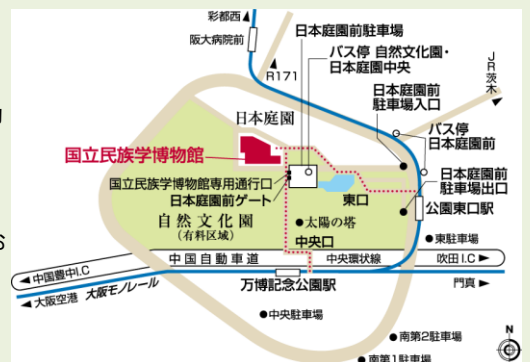 彩都西
阪大病院前
R171
日本庭園前駐車場
バス停 自然文化園・
日本庭園中央
JR茨木
日本庭園前
駐車場入口
バス停
日本庭園前
日本庭園
国立民族学博物館
国立民族学博物館専用通行口
日本庭園前ゲート
日本庭園前
駐車場出口
東口
公園東口駅
自然文化園
(有料区域)
太陽の塔
中央口
東駐車場
中国自動車道
中央環状線
吹田I.C
中国豊中I.C
万博記念公園駅
門真
大阪空港
大阪モノレール
中央駐車場
南第2駐車場
南第1駐車場
N